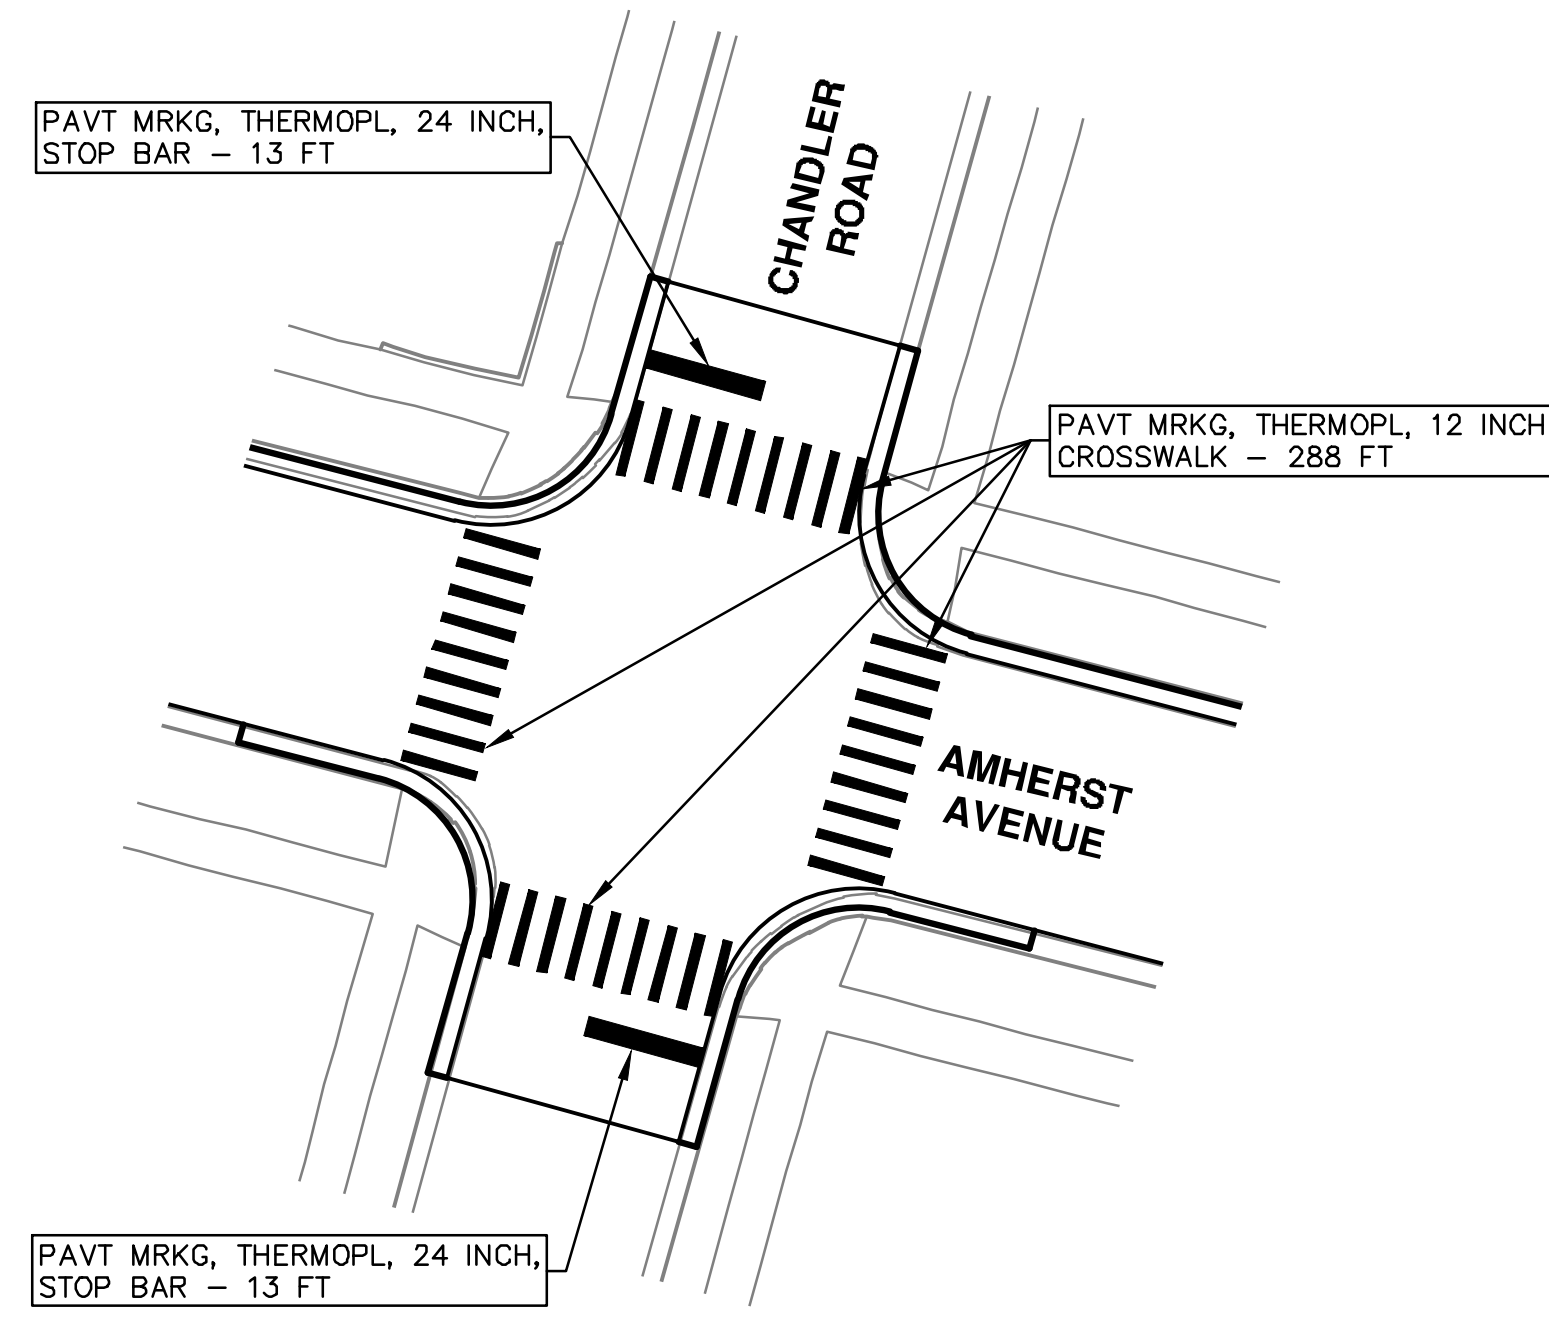 PAVT MRKG, THERMOPL, 24 INCH,
STOP BAR – 13 FT
CHANDLER
ROAD
PAVT MRKG, THERMOPL, 12 INCH
CROSSWALK – 288 FT
AMHERST
AVENUE
PAVT MRKG, THERMOPL, 24 INCH,
STOP BAR – 13 FT